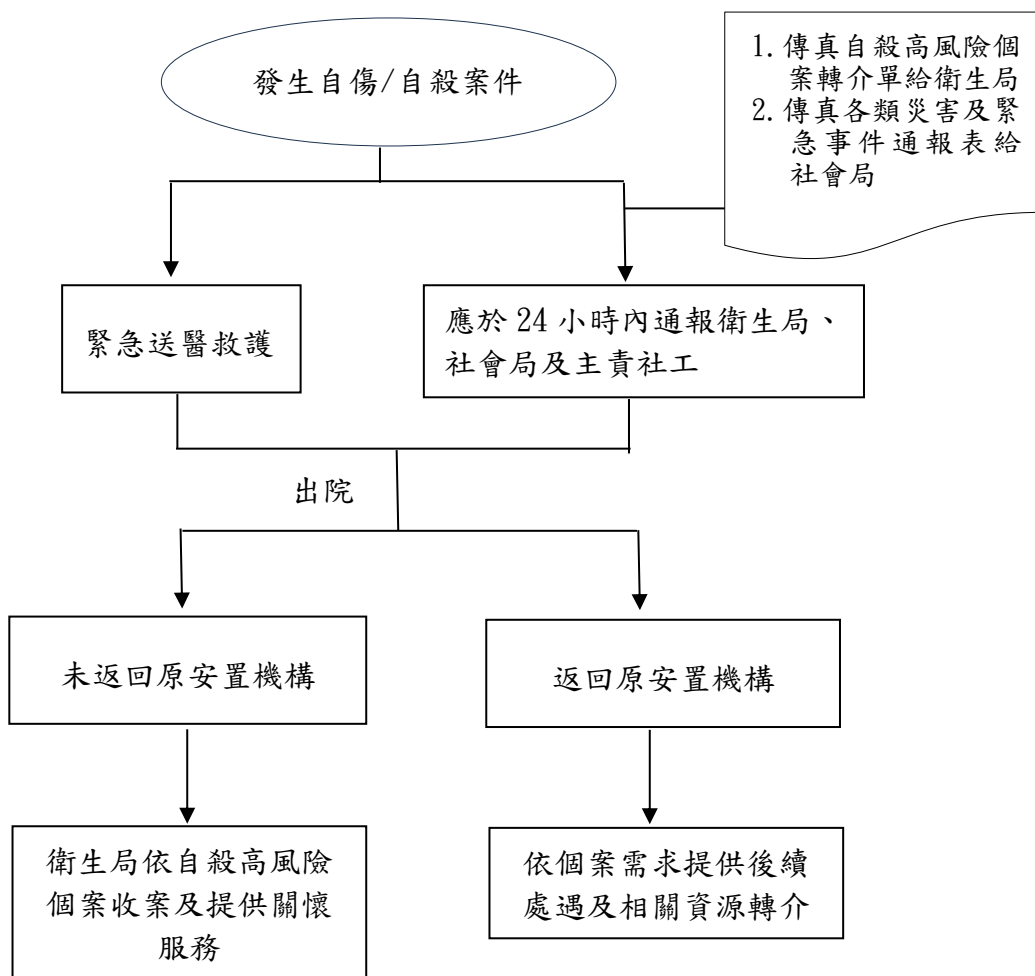 發生自傷/自殺案件
1. 傳真自殺高風險個
案轉介單給衛生局
2. 傳真各類災害及緊
急事件通報表給
社會局
緊急送醫救護
應於 24 小時內通報衛生局、
社會局及主責社工
出院
未返回原安置機構
返回原安置機構
衛生局依自殺高風險
個案收案及提供關懷
服務
依個案需求提供後續
處遇及相關資源轉介